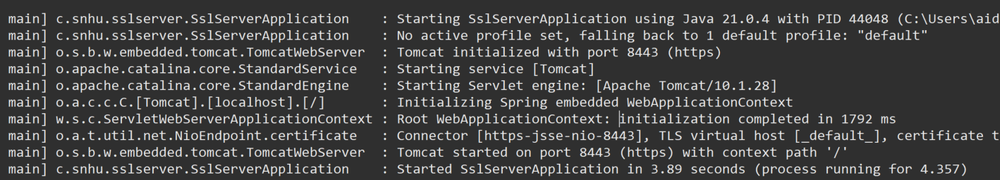 main] c.snhu.sslserver.SslServerApplication : Starting SslServerApplication using Java 21.0.4 with PID 44048 (C:\Users\aid
main] c.snhu.sslserver.SslServerApplication : No active profile set, falling back to 1 default profile: "default"
main] o.s.b.w.embedded.tomcat.TomcatWebServer : Tomcat initialized with port 8443 (https)
main] o.apache.catalina.core.StandardService : Starting service [Tomcat]
main] o.apache.catalina.core.StandardEngine : Starting Servlet engine: [Apache Tomcat/10.1.28]
main] o.a.c.c.C.[Tomcat].[localhost].[/] : Initializing Spring embedded WebApplicationContext
main] w.s.c.ServletWebServerApplicationContext : Root WebApplicationContext: initialization completed in 1792 ms
main] o.a.t.util.net.NioEndpoint.certificate : Connector [https-jsse-nio-8443], TLS virtual host [_default_], certificate t
main] o.s.b.w.embedded.tomcat.TomcatWebServer : Tomcat started on port 8443 (https) with context path '/'
main] c.snhu.sslserver.SslServerApplication : Started SslServerApplication in 3.89 seconds (process running for 4.357)